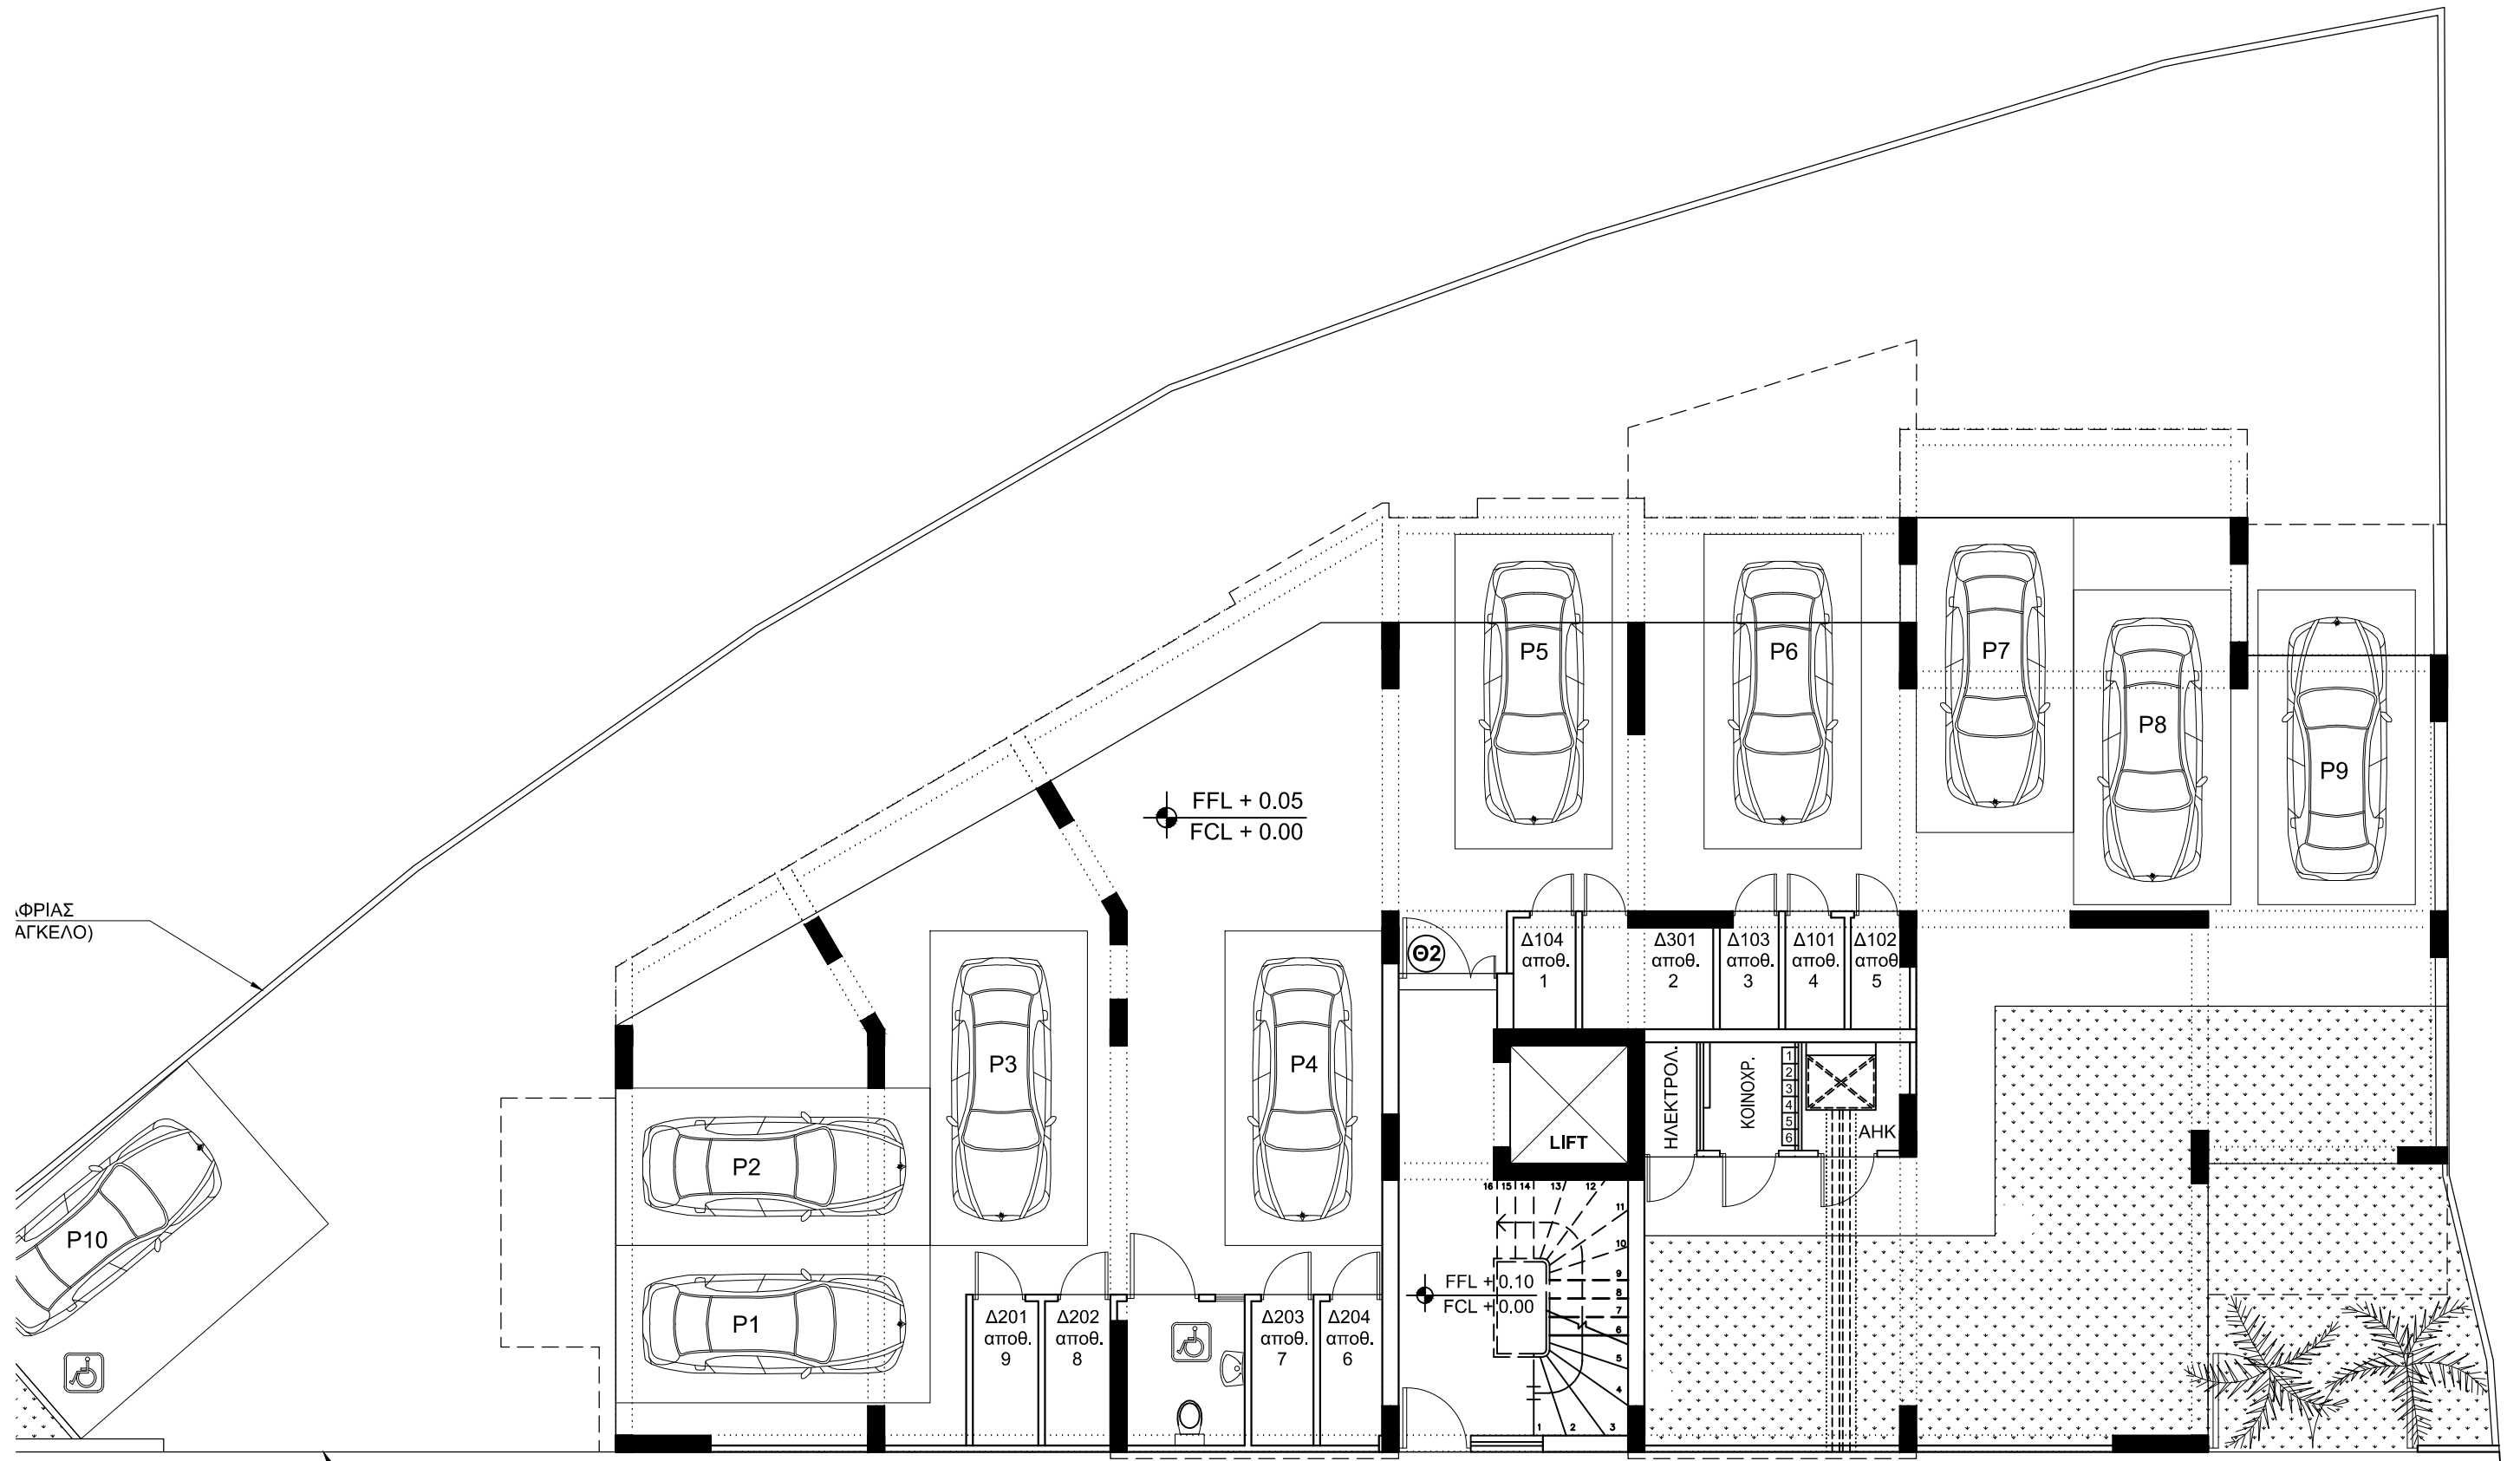 P5
P6
P7
P8
P9
FFL + 0.05
FCL + 0.00
ΑΦΡΙΑΣ
ΑΓΚΕΛΟ)
Θ2
Δ104
αποθ.
1
Δ301
αποθ.
2
Δ103
αποθ.
3
Δ101
αποθ.
4
Δ102
αποθ
5
P3
P4
P2
P1
P10
LIFT
ΗΛΕΚΤΡΟΛ.
ΚΟΙΝΟΧΡ.
1
2
3
4
5
6
ΑΗΚ
16 15 14 13 12
11
10
9
8
7
6
5
4
1 2 3
FFL + 0.10
FCL + 0.00
Δ201
αποθ.
9
Δ202
αποθ.
8
Δ203
αποθ.
7
Δ204
αποθ.
6